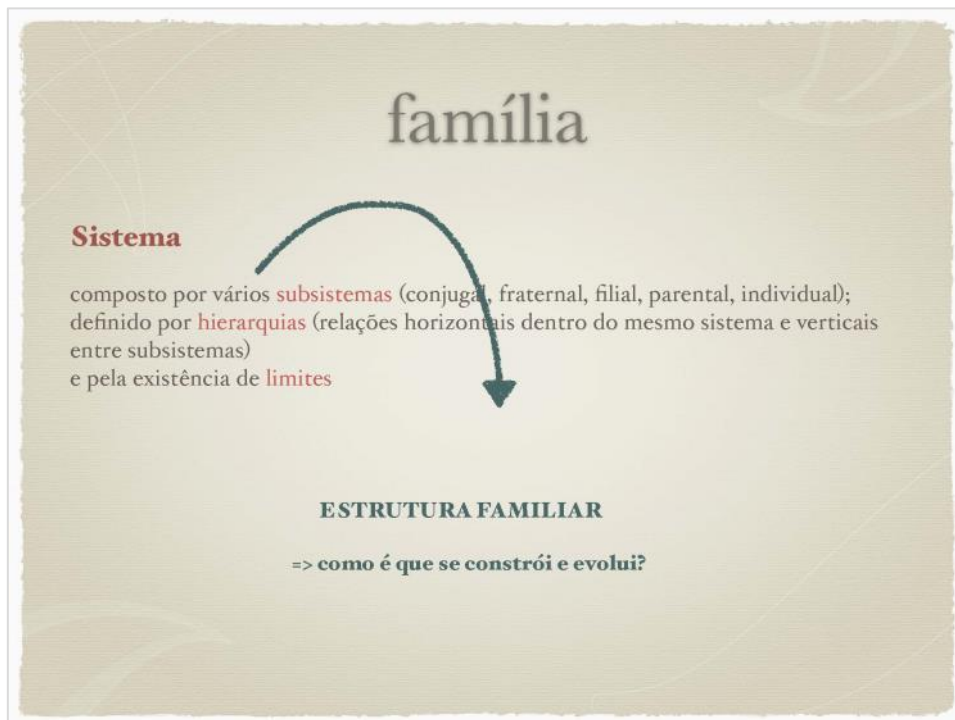 família
Sistema
composto por vários subsistemas (conjugal, fraternal, filial, parental, individual);
definido por hierarquias (relações horizontais dentro do mesmo sistema e verticais
entre subsistemas)
e pela existência de limites
ESTRUTURA FAMILIAR
=> como é que se constrói e evolui?